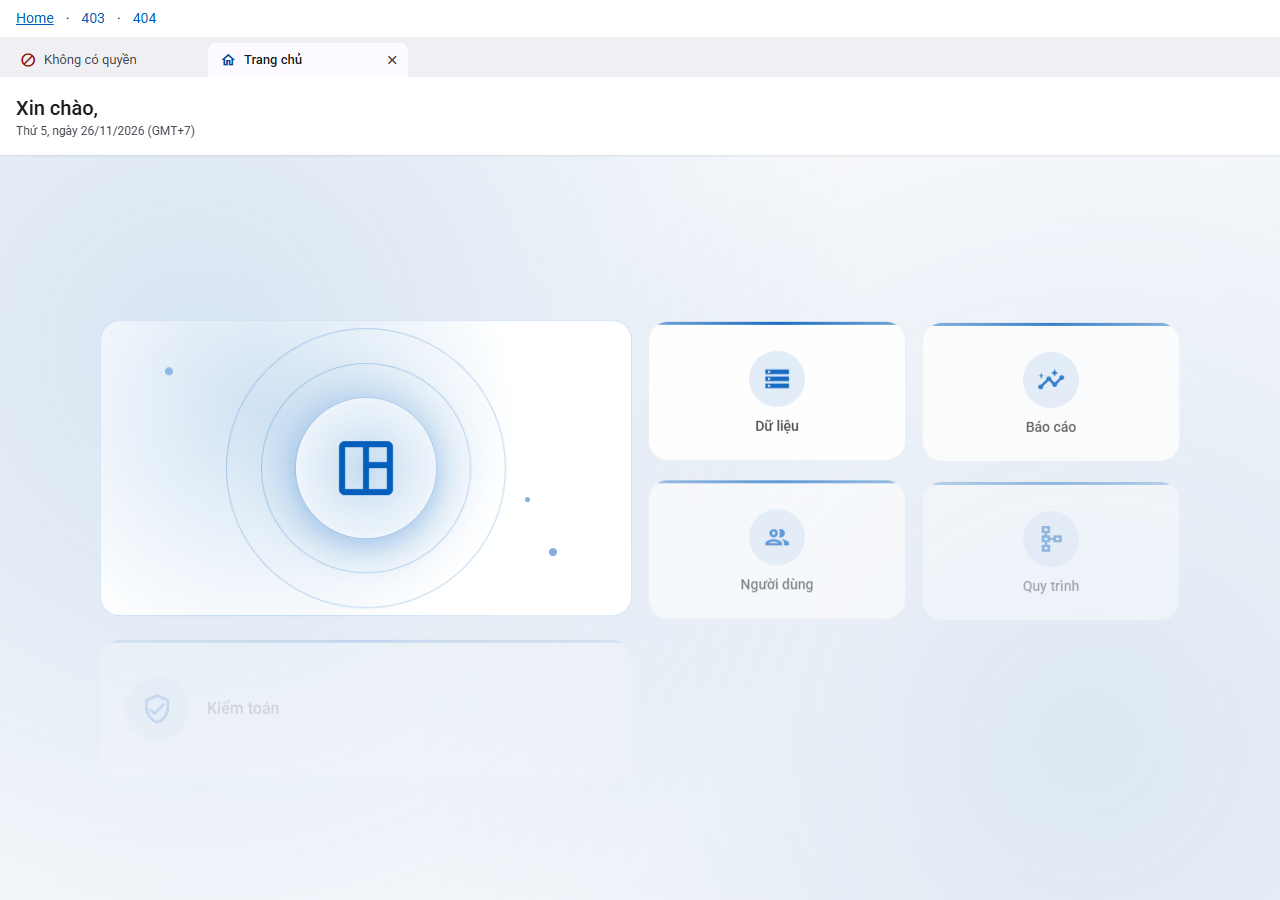 Home · 403 · 404
Không có quyền
Trang chủ
Xin chào,
Thứ 5, ngày 26/11/2026 (GMT+7)
Dữ liệu
Báo cáo
Người dùng
Quy trình
Kiểm toán